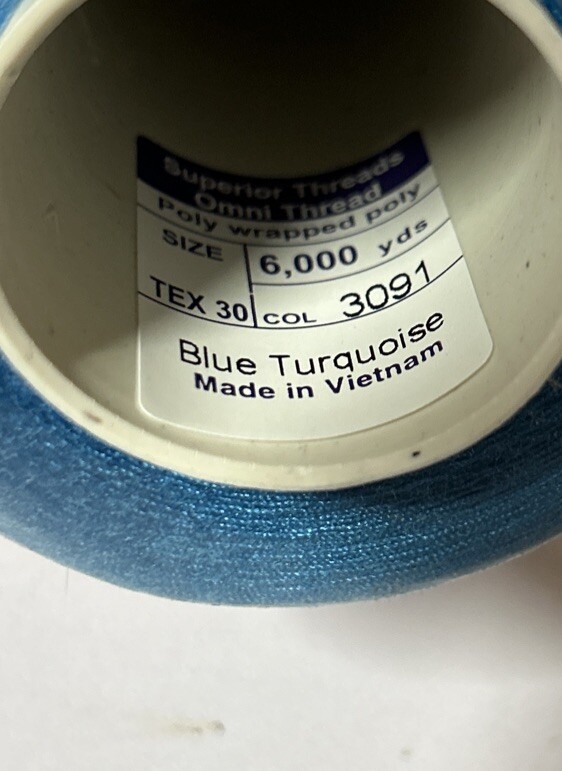 Superior Threads
Omni Thread
Poly wrapped poly
SIZE 6,000 yds
TEX 30 COL 3091
Blue Turquoise
Made in Vietnam